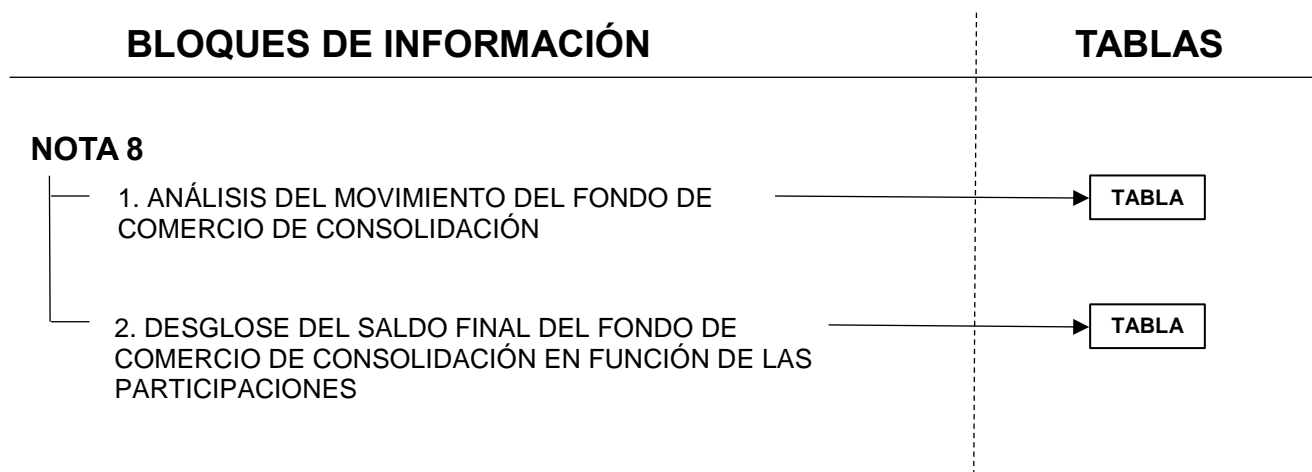 BLOQUES DE INFORMACIÓN
TABLAS
NOTA 8
1. ANÁLISIS DEL MOVIMIENTO DEL FONDO DE
COMERCIO DE CONSOLIDACIÓN
TABLA
2. DESGLOSE DEL SALDO FINAL DEL FONDO DE
COMERCIO DE CONSOLIDACIÓN EN FUNCIÓN DE LAS
PARTICIPACIONES
TABLA